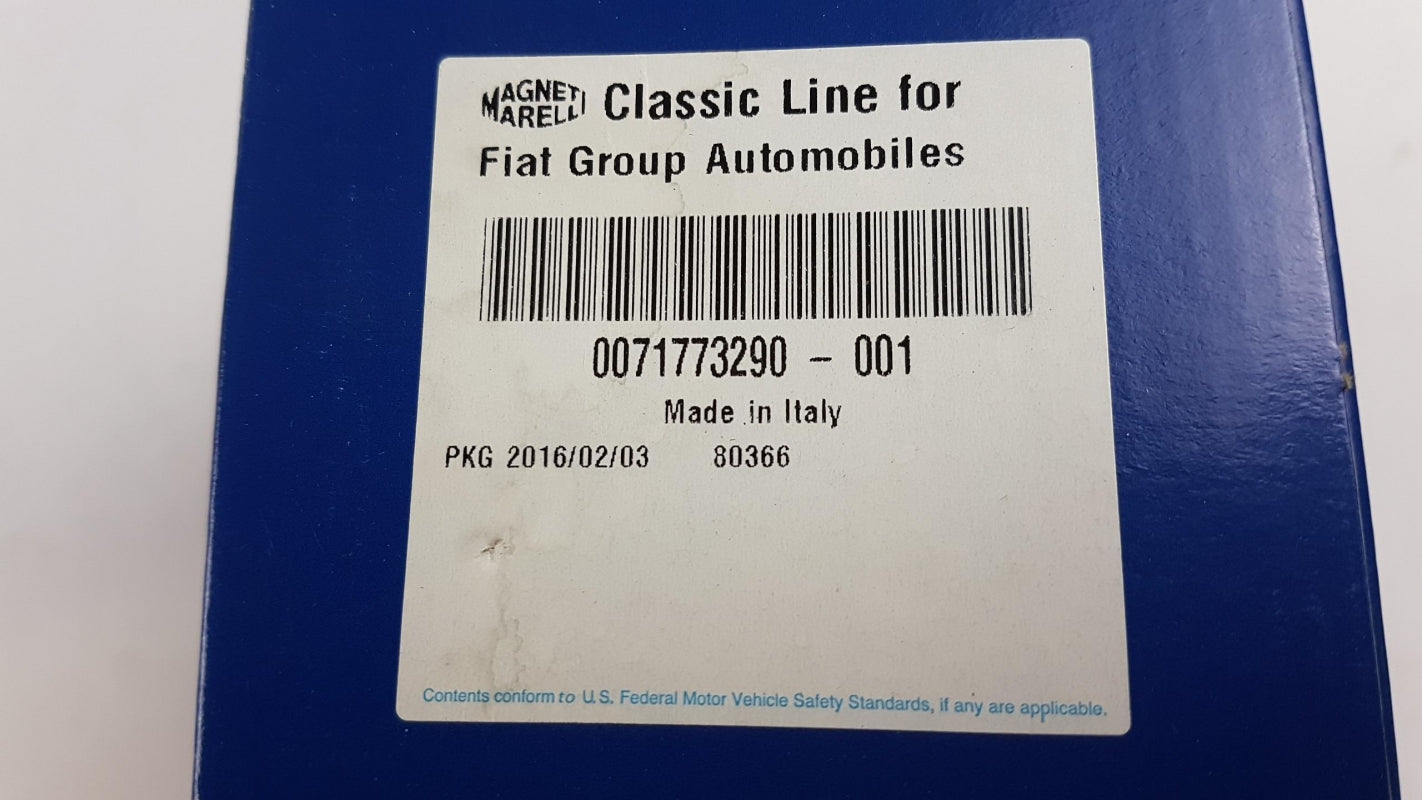 MAGNETI MARELLI Classic Line for
Fiat Group Automobiles
0071773290 – 001
Made in Italy
PKG 2016/02/03 80366
Contents conform to U.S. Federal Motor Vehicle Safety Standards, if any are applicable.